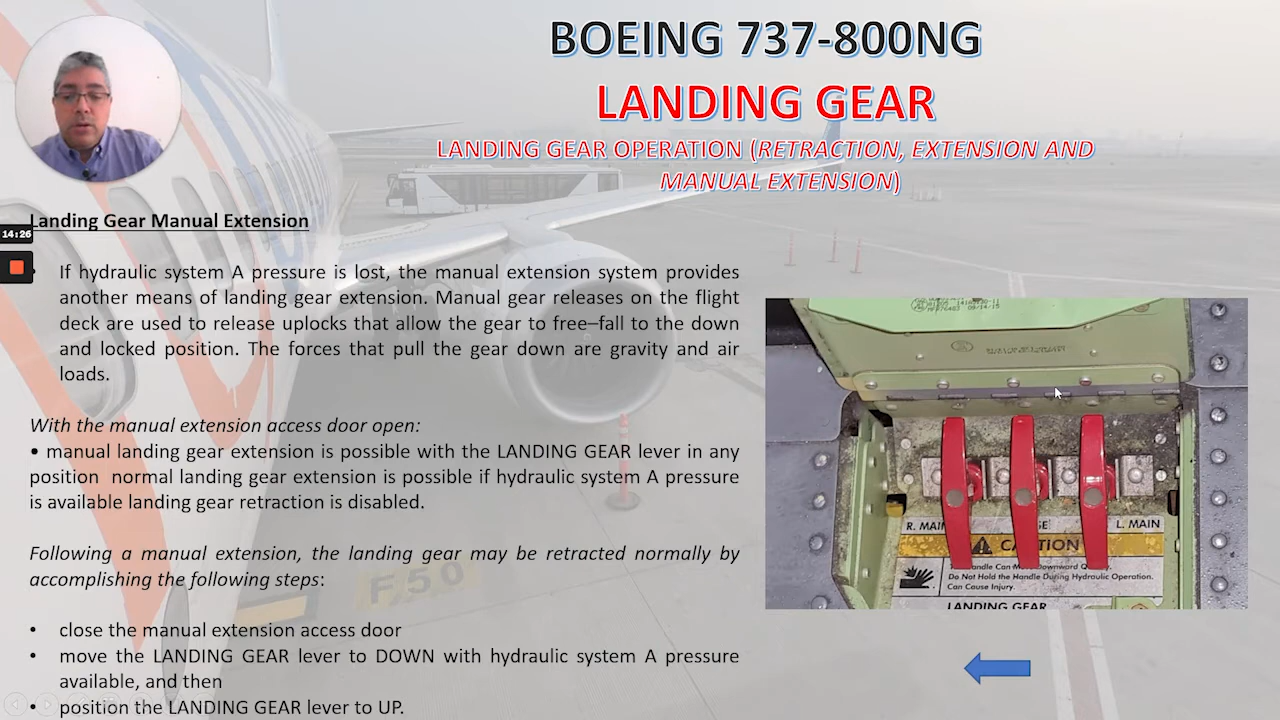 BOEING 737-800NG
LANDING GEAR
LANDING GEAR OPERATION (RETRACTION, EXTENSION AND
MANUAL EXTENSION)
Landing Gear Manual Extension
14:26
• If hydraulic system A pressure is lost, the manual extension system provides
another means of landing gear extension. Manual gear releases on the flight
deck are used to release uplocks that allow the gear to free–fall to the down
and locked position. The forces that pull the gear down are gravity and air
loads.
With the manual extension access door open:
• manual landing gear extension is possible with the LANDING GEAR lever in any
position normal landing gear extension is possible if hydraulic system A pressure
is available landing gear retraction is disabled.
Following a manual extension, the landing gear may be retracted normally by
accomplishing the following steps:
• close the manual extension access door
• move the LANDING GEAR lever to DOWN with hydraulic system A pressure
available, and then
• position the LANDING GEAR lever to UP.
R. MAIN
L. MAIN
CAUTION
Handle Can Downward
Do Not Hold the Handle During Hydraulic Operation.
Can Cause Injury.
LANDING GEAR
F50